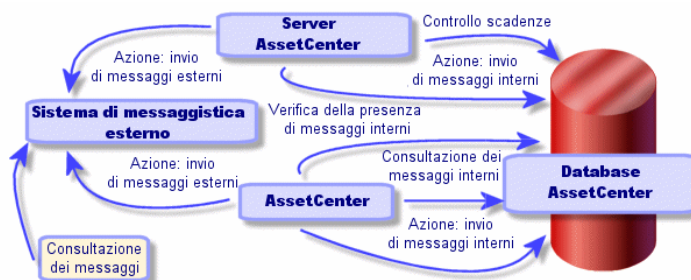 Server
AssetCenter
Controllo scadenze
Azione: invio
di messaggi esterni
Azione: invio
di messaggi interni
Sistema di messaggistica
esterno
Verifica della presenza
di messaggi interni
Azione: invio
di messaggi esterni
Consultazione dei
messaggi interni
Database
AssetCenter
AssetCenter
Azione: invio
di messaggi interni
Consultazione
dei messaggi